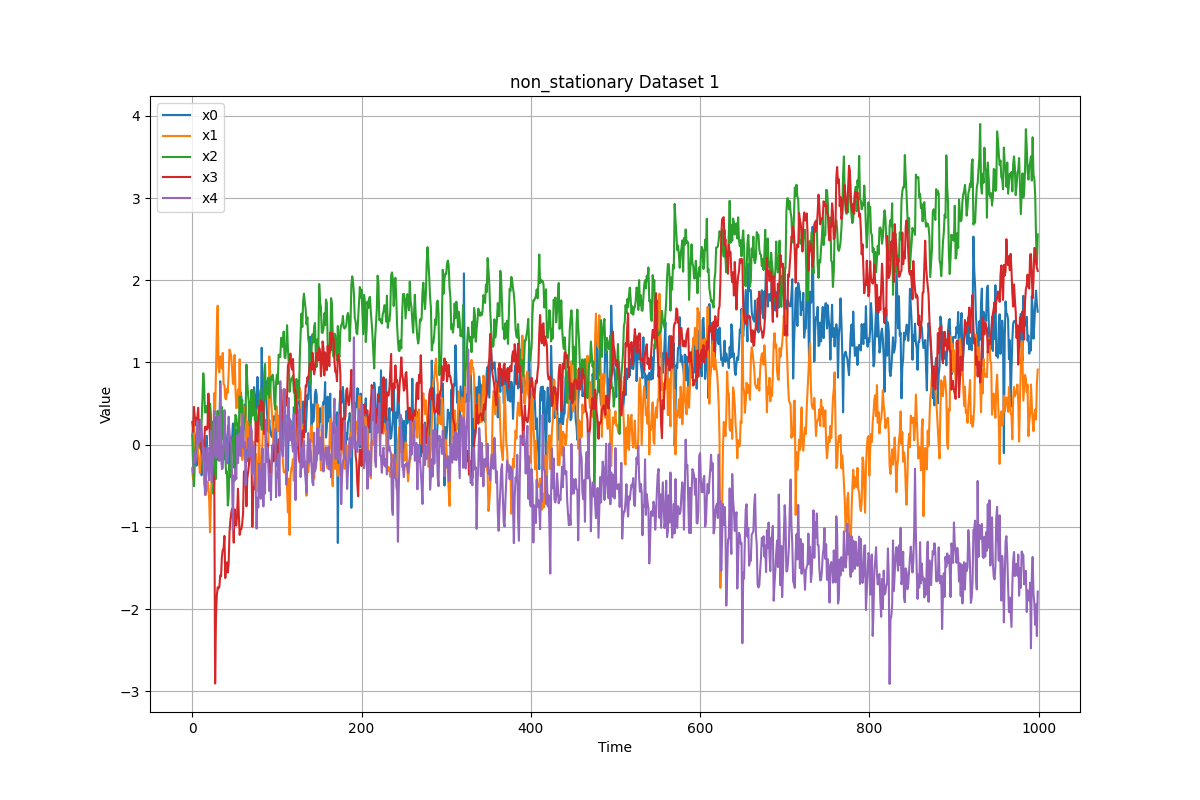 non_stationary Dataset 1
x0
x1
x2
x3
x4
Value
4
3
2
1
0
−1
−2
−3
0 200 400 600 800 1000
Time